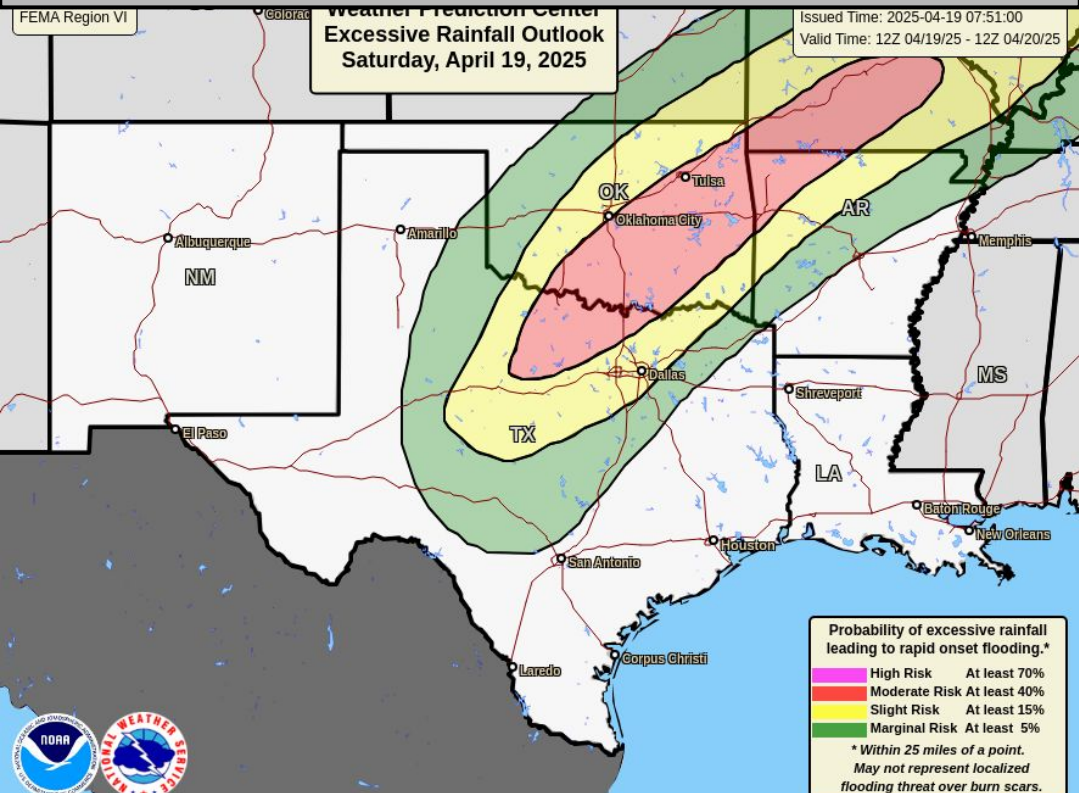 FEMA Region VI
Colorad
Weather Prediction Center
Excessive Rainfall Outlook
Saturday, April 19, 2025
Issued Time: 2025-04-19 07:51:00
Valid Time: 12Z 04/19/25 - 12Z 04/20/25
Tulsa
OK
Oklahoma City
AR
Amarillo
Albuquerque
Memphis
NM
Dallas
MS
Shreveport
El Paso
TX
LA
Baton Rouge
New Orleans
Houston
San Antonio
Corpus Christi
Laredo
Probability of excessive rainfall
leading to rapid onset flooding.*
High Risk At least 70%
Moderate Risk At least 40%
Slight Risk At least 15%
Marginal Risk At least 5%
* Within 25 miles of a point.
May not represent localized
flooding threat over burn scars.
NOAA
NATIONAL WEATHER SERVICE